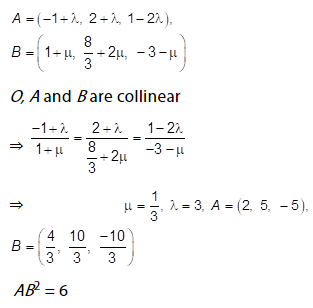 A = (−1+λ, 2+λ, 1−2λ),
B = (1+μ, 8/3+2μ, −3−μ)
O, A and B are collinear
⇒ (−1+λ)/(1+μ) = (2+λ)/(8/3+2μ) = (1−2λ)/(−3−μ)
⇒ μ = 1/3, λ = 3, A = (2, 5, −5),
B = (4/3, 10/3, −10/3)
AB² = 6